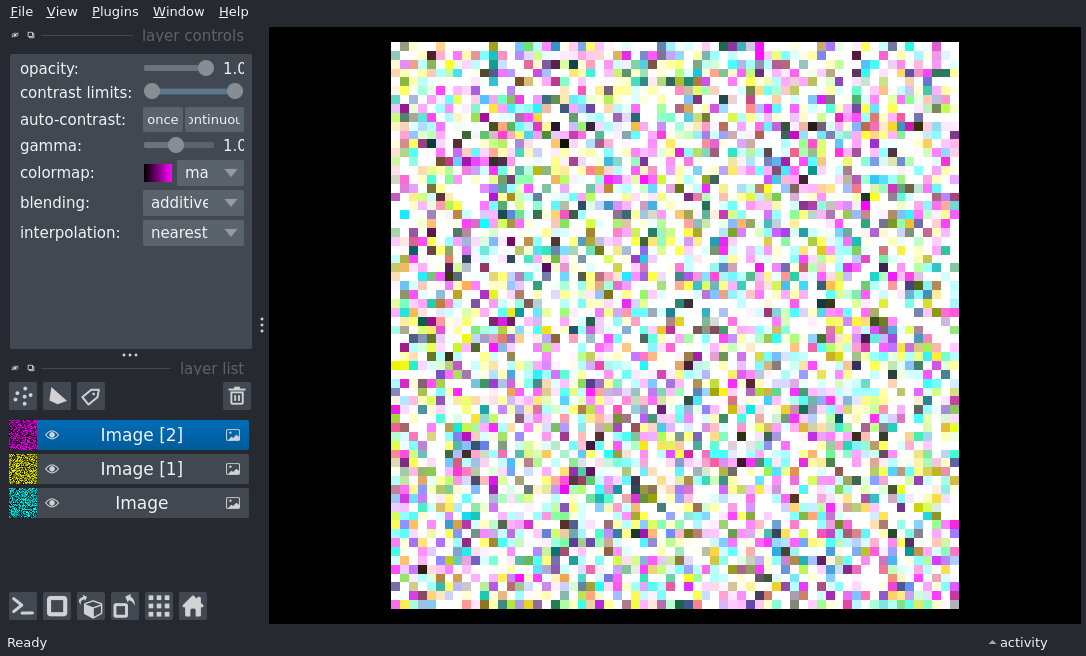 File View Plugins Window Help
layer controls
opacity: 1.0
contrast limits:
auto-contrast: once ontinuou
gamma: 1.0
colormap: ma
blending: additive
interpolation: nearest
layer list
Image [2]
Image [1]
Image
Ready
activity